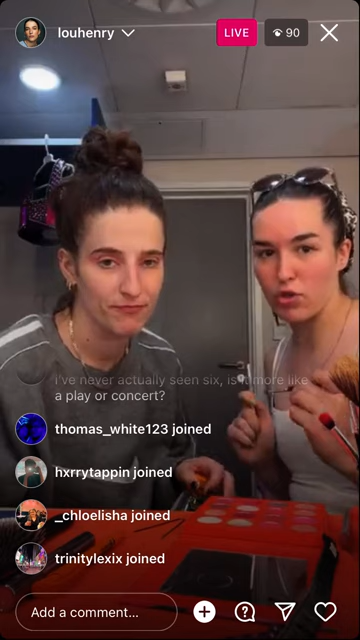 louhenry
LIVE
90
i've never actually seen six, is it more like
a play or concert?
thomas_white123 joined
hxrrytappin joined
_chloelisha joined
trinitylexix joined
Add a comment...